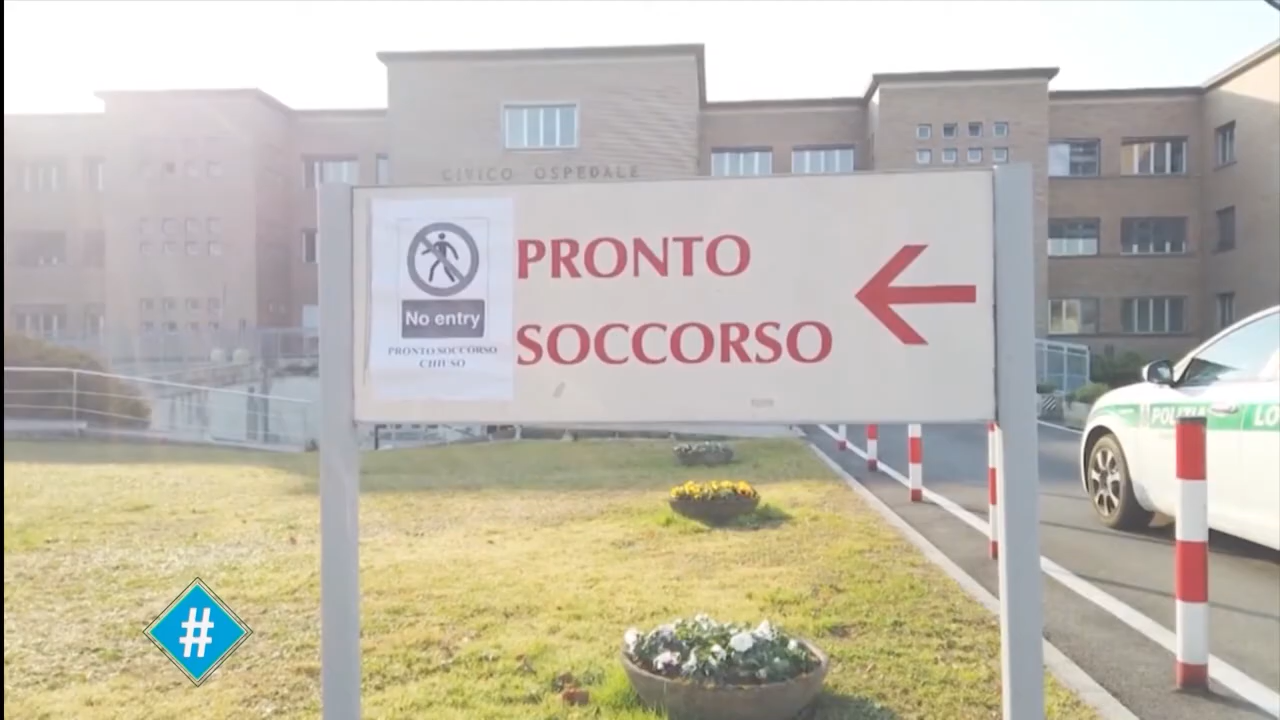 CIVICO OSPEDALE
PRONTO
SOCCORSO
No entry
PRONTO SOCCORSO
CHIUSO
POLIZIA LO
#